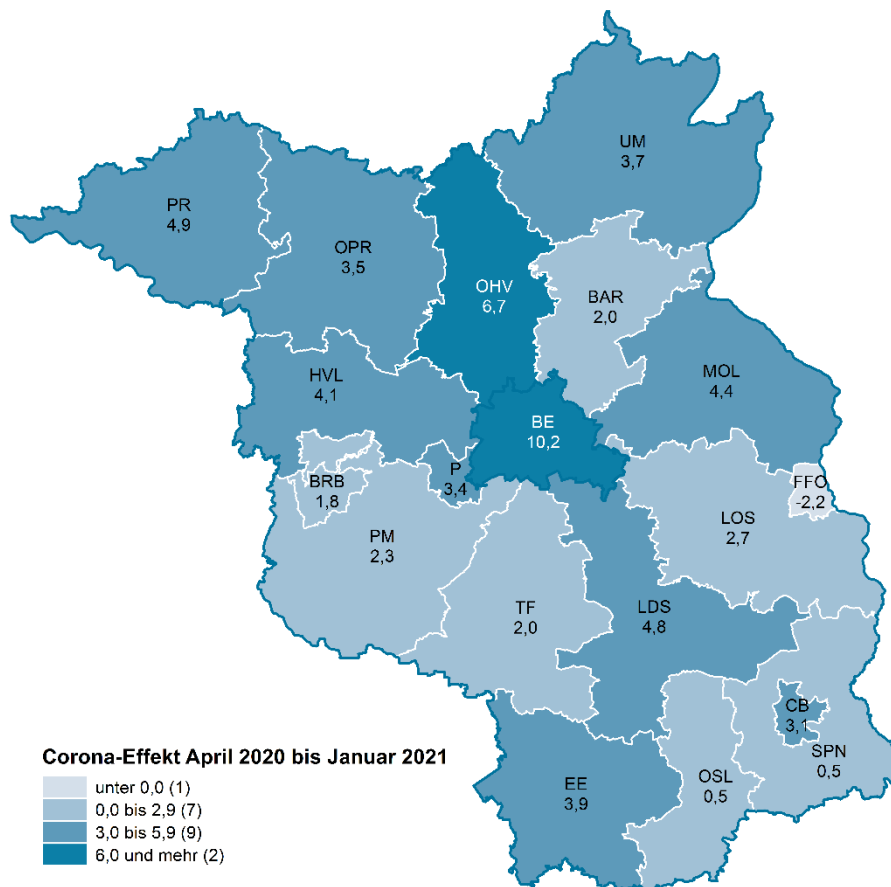 UM
3,7
PR
4,9
OPR
3,5
OHV
6,7
BAR
2,0
HVL
4,1
MOL
4,4
BE
10,2
P
3,4
BRB
1,8
FFO
-2,2
LOS
2,7
PM
2,3
TF
2,0
LDS
4,8
CB
3,1
SPN
0,5
EE
3,9
OSL
0,5
Corona-Effekt April 2020 bis Januar 2021
unter 0,0 (1)
0,0 bis 2,9 (7)
3,0 bis 5,9 (9)
6,0 und mehr (2)